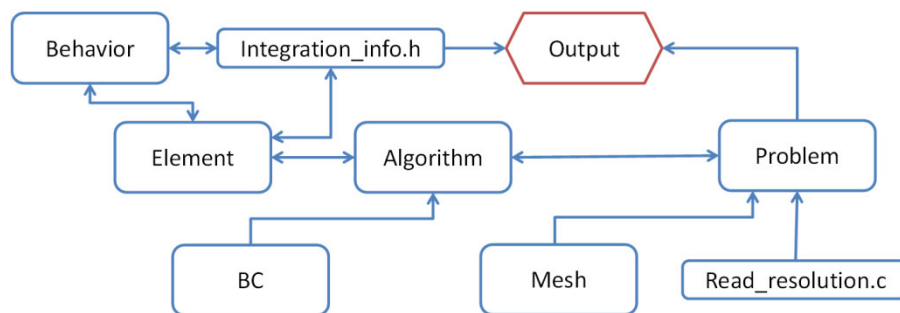 Behavior
Integration_info.h
Output
Element
Algorithm
Problem
BC
Mesh
Read_resolution.c